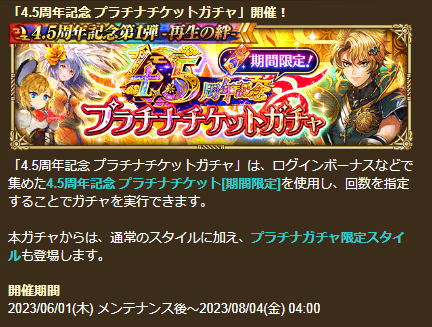 「4.5周年記念 プラチナチケットガチャ」開催！
4.5周年記念第1弾 -再生の絆-
期間限定!
4.5周年記念
プラチナチケットガチャ
「4.5周年記念 プラチナチケットガチャ」は、ログインボーナスなどで
集めた4.5周年記念 プラチナチケット[期間限定]を使用し、回数を指定
することでガチャを実行できます。
本ガチャからは、通常のスタイルに加え、プラチナガチャ限定スタイ
ルも登場します。
開催期間
2023/06/01(木) メンテナンス後～2023/08/04(金) 04:00